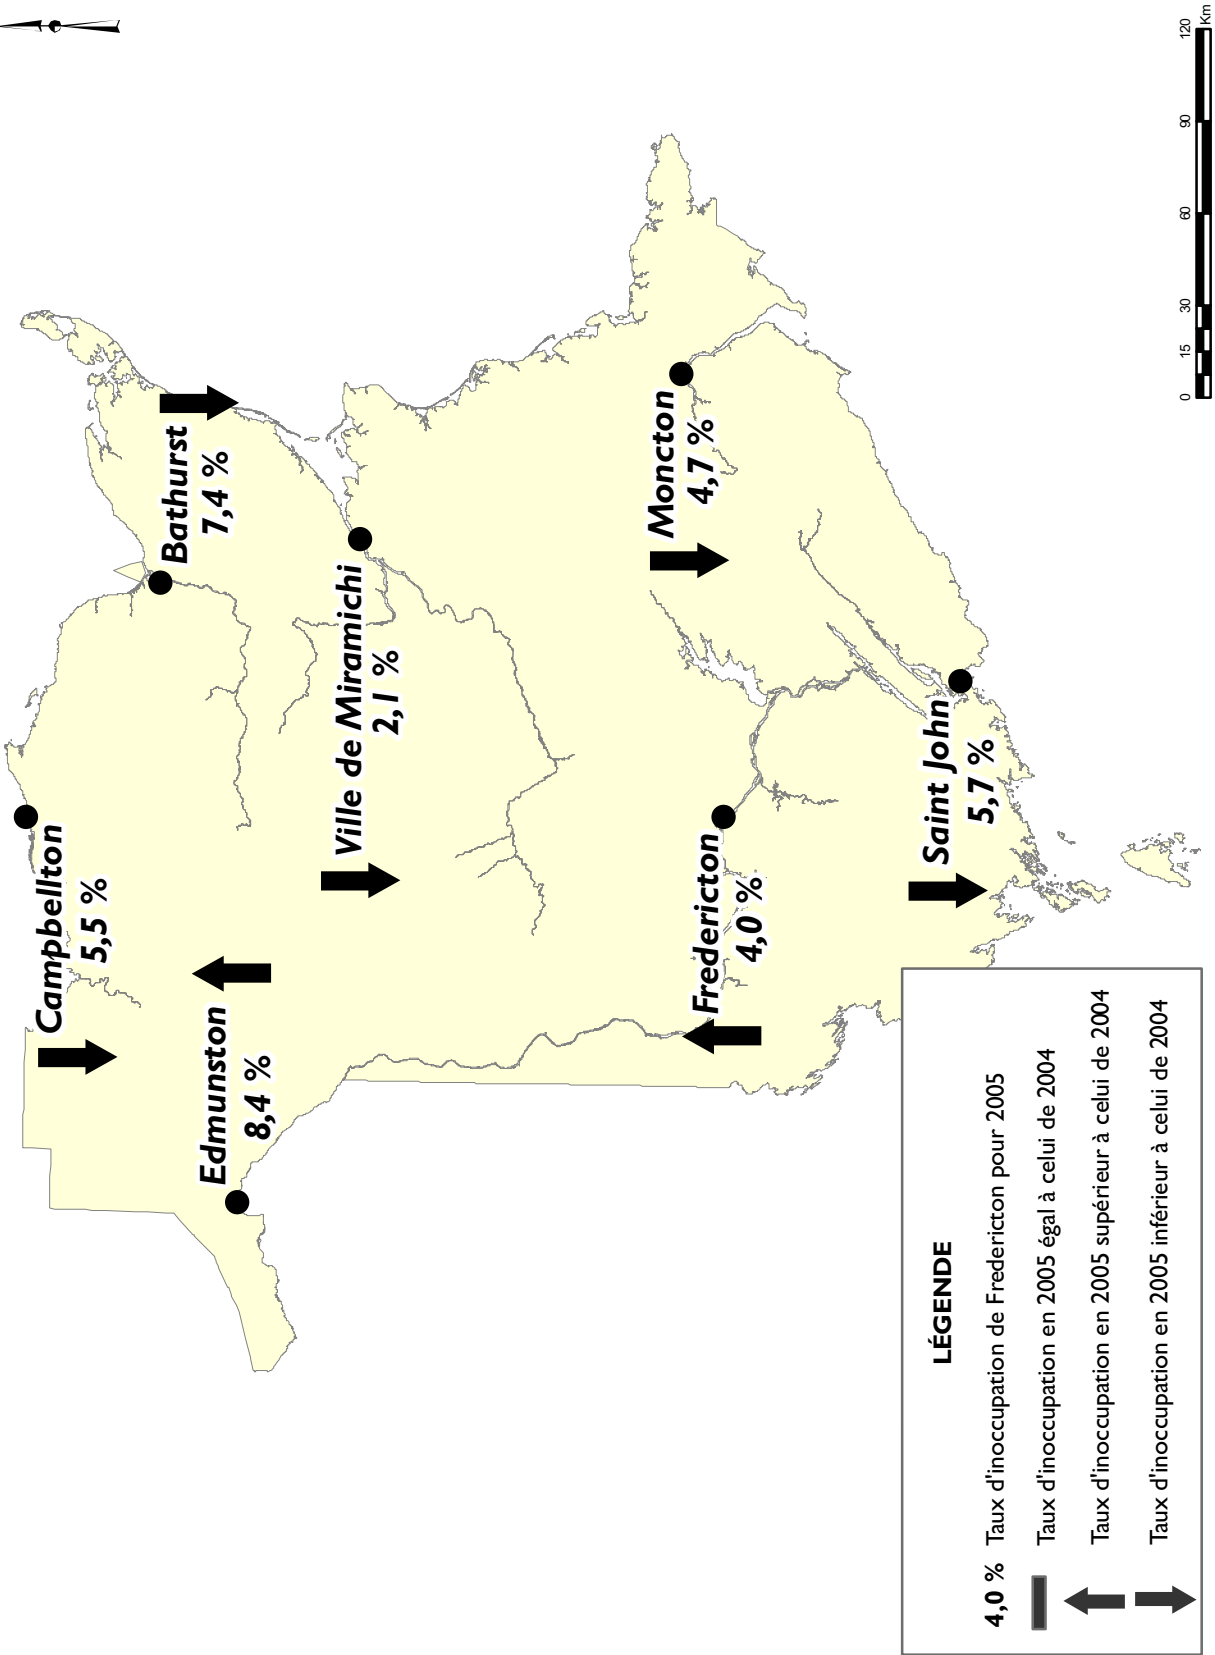 Campbellton
5,5 %
Bathurst
7,4 %
Edmunston
8,4 %
Ville de Miramichi
2,1 %
Moncton
4,7 %
Fredericton
4,0 %
Saint John
5,7 %
LÉGENDE
4,0 % Taux d'inoccupation de Fredericton pour 2005
Taux d'inoccupation en 2005 égal à celui de 2004
Taux d'inoccupation en 2005 supérieur à celui de 2004
Taux d'inoccupation en 2005 inférieur à celui de 2004
0 15 30 60 90 120
Km